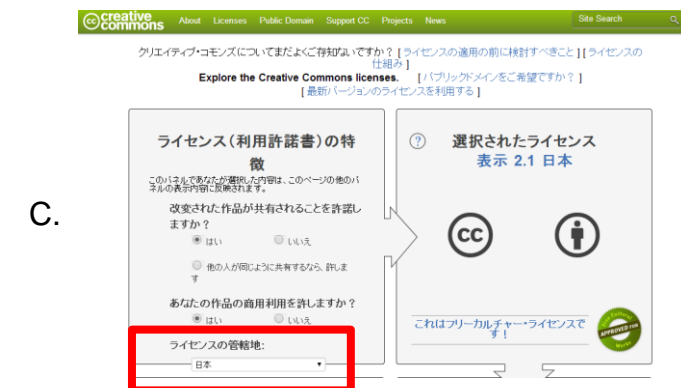 creative commons
About Licenses Public Domain Support CC Projects News Site Search
クリエイティブ・コモンズについてまだよくご存知ないですか？ [ ライセンスの適用の前に検討すべきこと ] [ ライセンスの
仕組み ]
Explore the Creative Commons licenses. [ パブリックドメインをご希望ですか？ ]
[ 最新バージョンのライセンスを利用する ]
C.
ライセンス（利用許諾書）の特
徴
このパネルであなたが選択した内容は、このページの他のパ
ネルの表示内容に反映されます。
改変された作品が共有されることを許諾し
ますか？
はい いいえ
他の人が同じように共有するなら、許しま
す
あなたの作品の商用利用を許しますか？
はい いいえ
ライセンスの管轄地:
日本
? 選択されたライセンス
表示 2.1 日本
cc
これはフリーカルチャー・ライセンスで
す！
APPROVED FOR